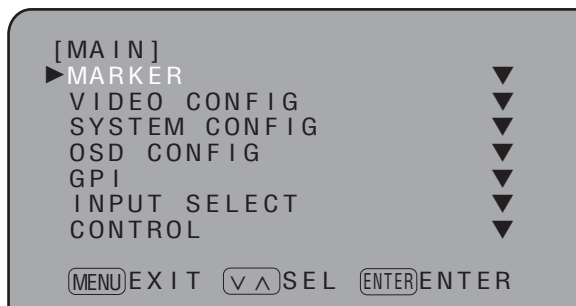 [MAIN]
▶MARKER ▼
VIDEO CONFIG ▼
SYSTEM CONFIG ▼
OSD CONFIG ▼
GPI ▼
INPUT SELECT ▼
CONTROL ▼
MENU EXIT ∨ ∧ SEL ENTER ENTER